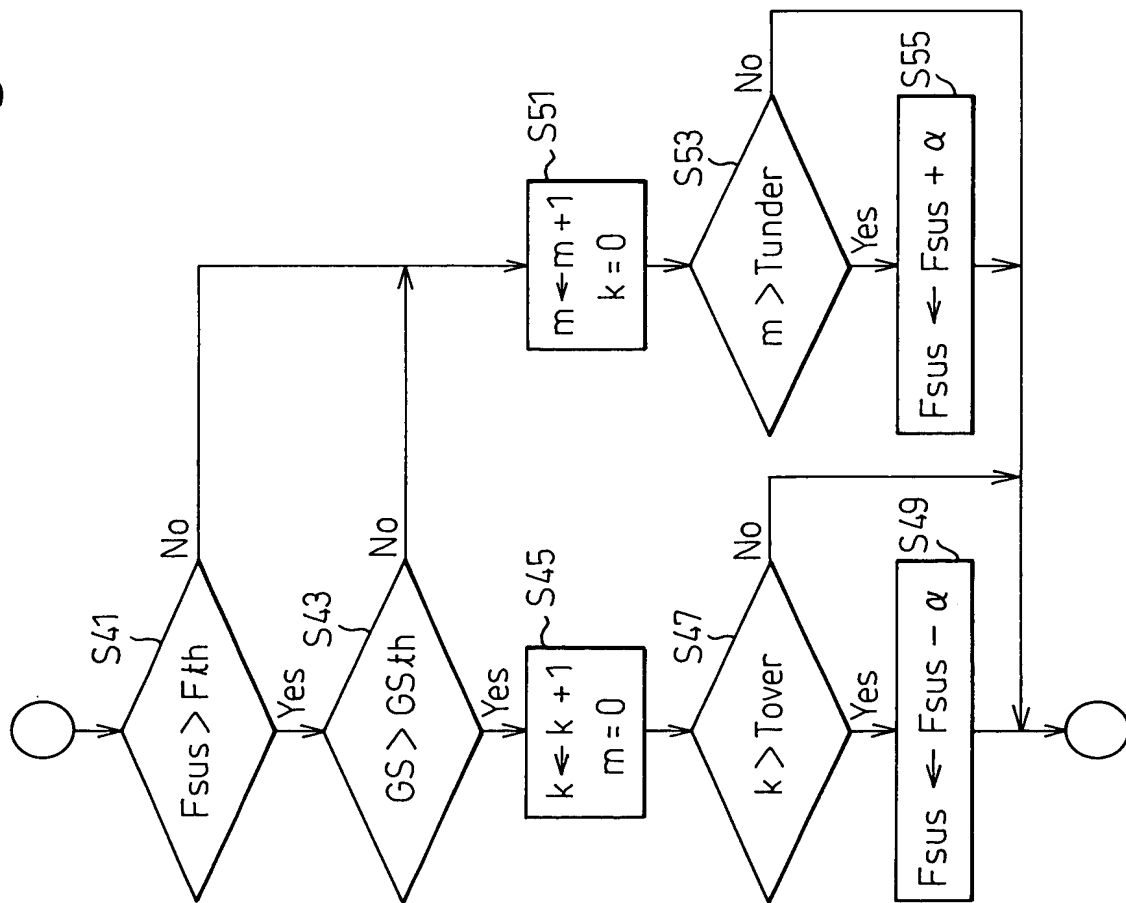 S41
Fsus > Fth
No
Yes
S43
GS > GSth
No
Yes
S45
k ← k + 1
m = 0
S47
k > Tover
No
Yes
S49
Fsus ← Fsus − α
S51
m ← m + 1
k = 0
S53
m > Tunder
No
Yes
S55
Fsus ← Fsus + α